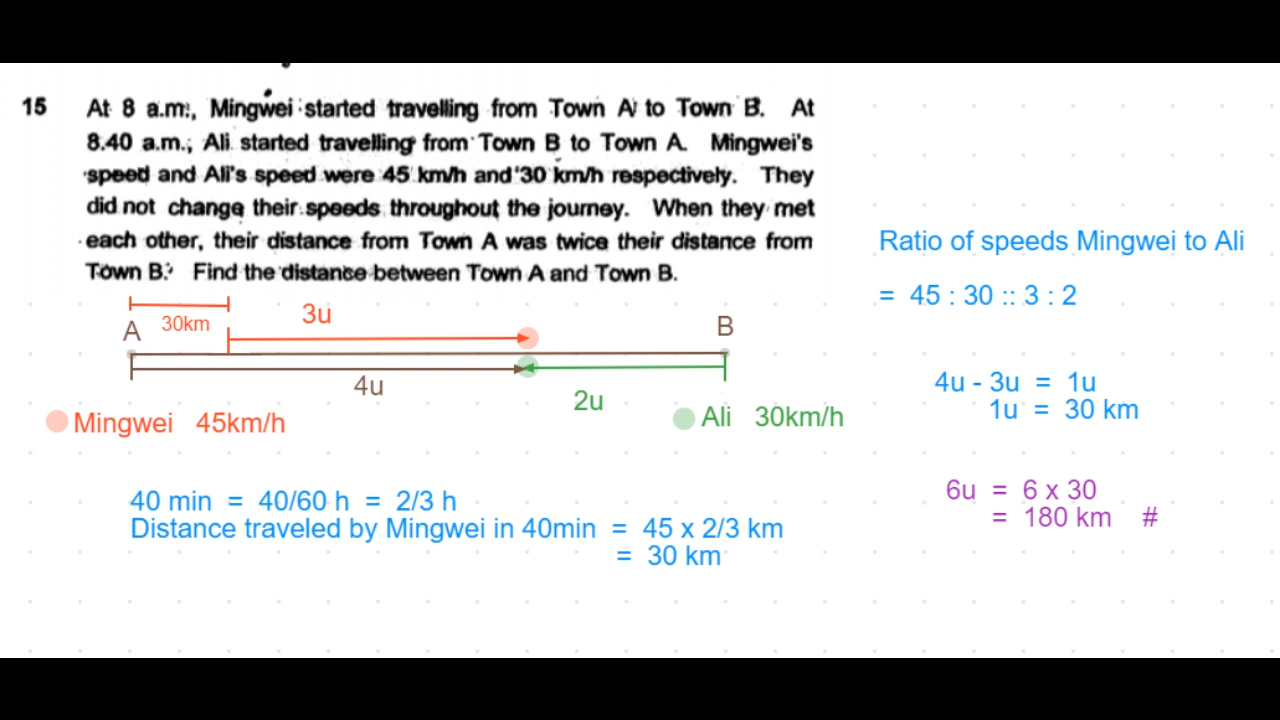 15 At 8 a.m., Mingwei started travelling from Town A to Town B. At
8.40 a.m., Ali started travelling from Town B to Town A. Mingwei's
speed and Ali's speed were 45 km/h and 30 km/h respectively. They
did not change their speeds throughout the journey. When they met
each other, their distance from Town A was twice their distance from
Town B. Find the distance between Town A and Town B.
Ratio of speeds Mingwei to Ali
= 45 : 30 :: 3 : 2
A 30km 3u B
4u
2u
Mingwei 45km/h
Ali 30km/h
4u - 3u = 1u
1u = 30 km
40 min = 40/60 h = 2/3 h
Distance traveled by Mingwei in 40min = 45 x 2/3 km
= 30 km
6u = 6 x 30
= 180 km #